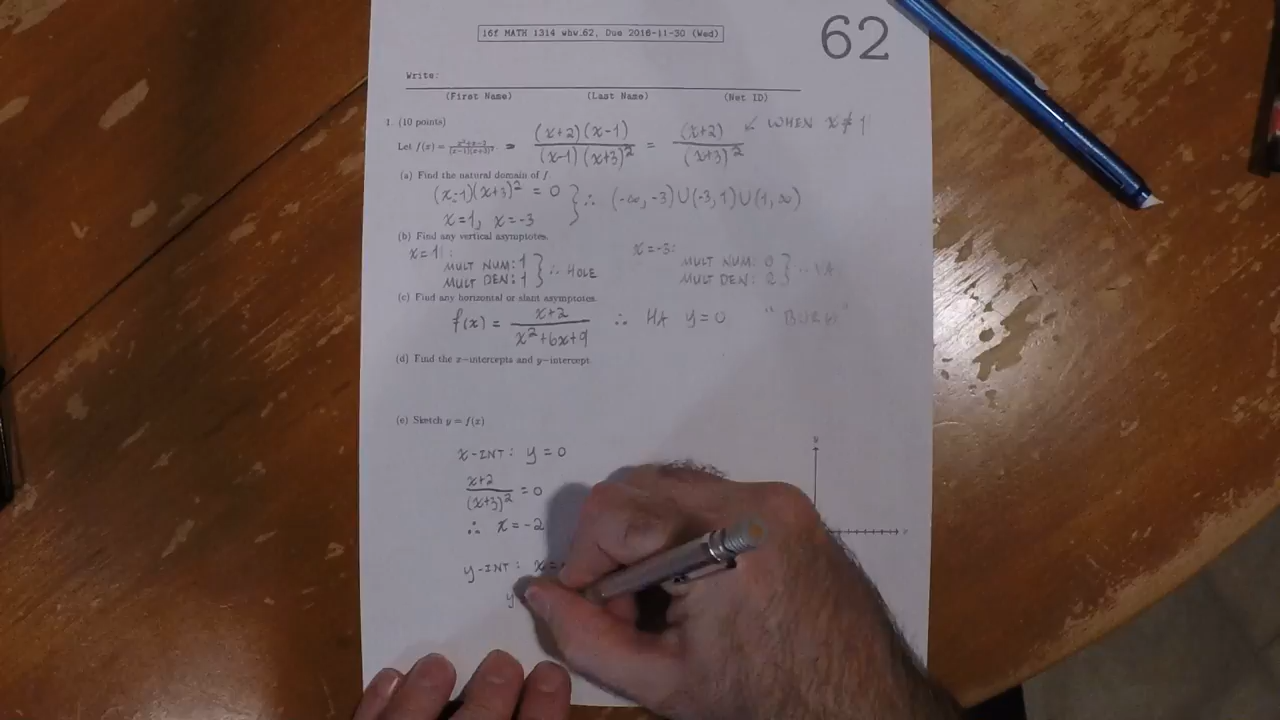 16f MATH 1314 whw.62, Due 2016-11-30 (Wed)
62
Write:
(First Name) (Last Name) (Net ID)
1. (10 points)
Let f(x) = = (x+2)(x-1) / (x-1)(x+3)² = (x+2) / (x+3)² ↙ WHEN x≠1
(a) Find the natural domain of f.
(x-1)(x+3)² = 0 } ∴ (-∞,-3)∪(-3,1)∪(1,∞)
x=1, x=-3
(b) Find any vertical asymptotes.
x=1: x=-3:
MULT NUM: 1 } ∴ HOLE MULT NUM: 0 } ∴ VA
MULT DEN: 1 MULT DEN: 2
(c) Find any horizontal or slant asymptotes.
f(x) = x+2 / x²+6x+9 ∴ HA y=0
(d) Find the x-intercepts and y-intercept.
(e) Sketch y = f(x)
x-INT: y=0
x+2 / (x+3)² = 0
∴ x=-2
y-INT: x=
y